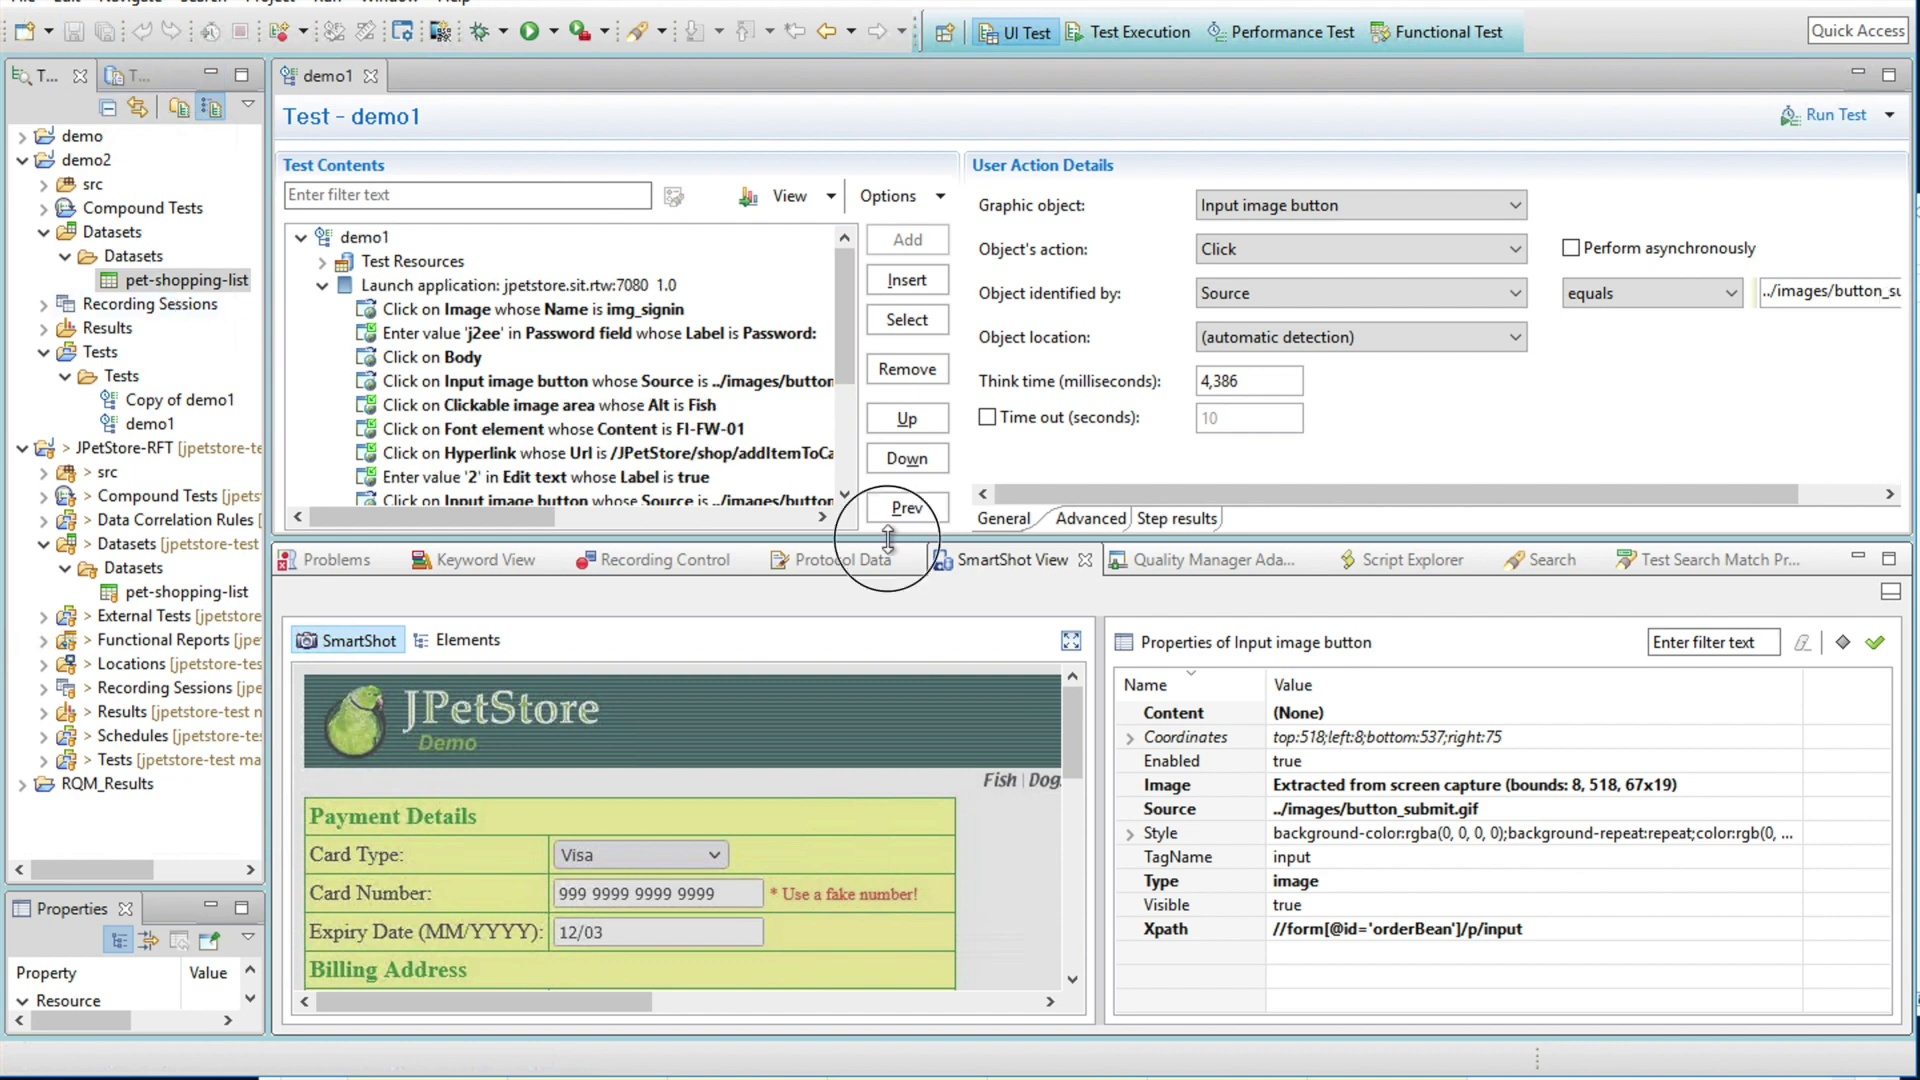 UI Test
Test Execution
Performance Test
Functional Test
Quick Access
T...
T...
demo
demo2
src
Compound Tests
Datasets
Datasets
pet-shopping-list
Recording Sessions
Results
Tests
Tests
Copy of demo1
demo1
> JPetStore-RFT [jpetstore-te
> src
> Compound Tests [jpets
> Data Correlation Rules [
> Datasets [jpetstore-test
> Datasets
pet-shopping-list
> External Tests [jpetstore
> Functional Reports [jpe
> Locations [jpetstore-tes
> Recording Sessions [jpe
> Results [jpetstore-test n
> Schedules [jpetstore-tes
> Tests [jpetstore-test ma
RQM_Results
Properties
Property Value
Resource
demo1
Test - demo1
Run Test
Test Contents
Enter filter text
View
Options
demo1
Test Resources
Launch application: jpetstore.sit.rtw:7080 1.0
Click on Image whose Name is img_signin
Enter value 'j2ee' in Password field whose Label is Password:
Click on Body
Click on Input image button whose Source is ../images/button
Click on Clickable image area whose Alt is Fish
Click on Font element whose Content is FI-FW-01
Click on Hyperlink whose Url is /JPetStore/shop/addItemToCa
Enter value '2' in Edit text whose Label is true
Click on Input image button whose Source is ../images/button
Add
Insert
Select
Remove
Up
Down
Prev
User Action Details
Graphic object: Input image button
Object's action: Click
Perform asynchronously
Object identified by: Source equals ../images/button_su
Object location: (automatic detection)
Think time (milliseconds): 4,386
Time out (seconds): 10
General Advanced Step results
Problems
Keyword View
Recording Control
Protocol Data
SmartShot View
Quality Manager Ada...
Script Explorer
Search
Test Search Match Pr...
SmartShot
Elements
JPetStore
Demo
Fish | Dog
Payment Details
Card Type: Visa
Card Number: 999 9999 9999 9999 * Use a fake number!
Expiry Date (MM/YYYY): 12/03
Billing Address
Properties of Input image button
Enter filter text
Name Value
Content (None)
Coordinates top:518;left:8;bottom:537;right:75
Enabled true
Image Extracted from screen capture (bounds: 8, 518, 67x19)
Source ../images/button_submit.gif
Style background-color:rgba(0, 0, 0, 0);background-repeat:repeat;color:rgb(0, ...
TagName input
Type image
Visible true
Xpath //form[@id='orderBean']/p/input